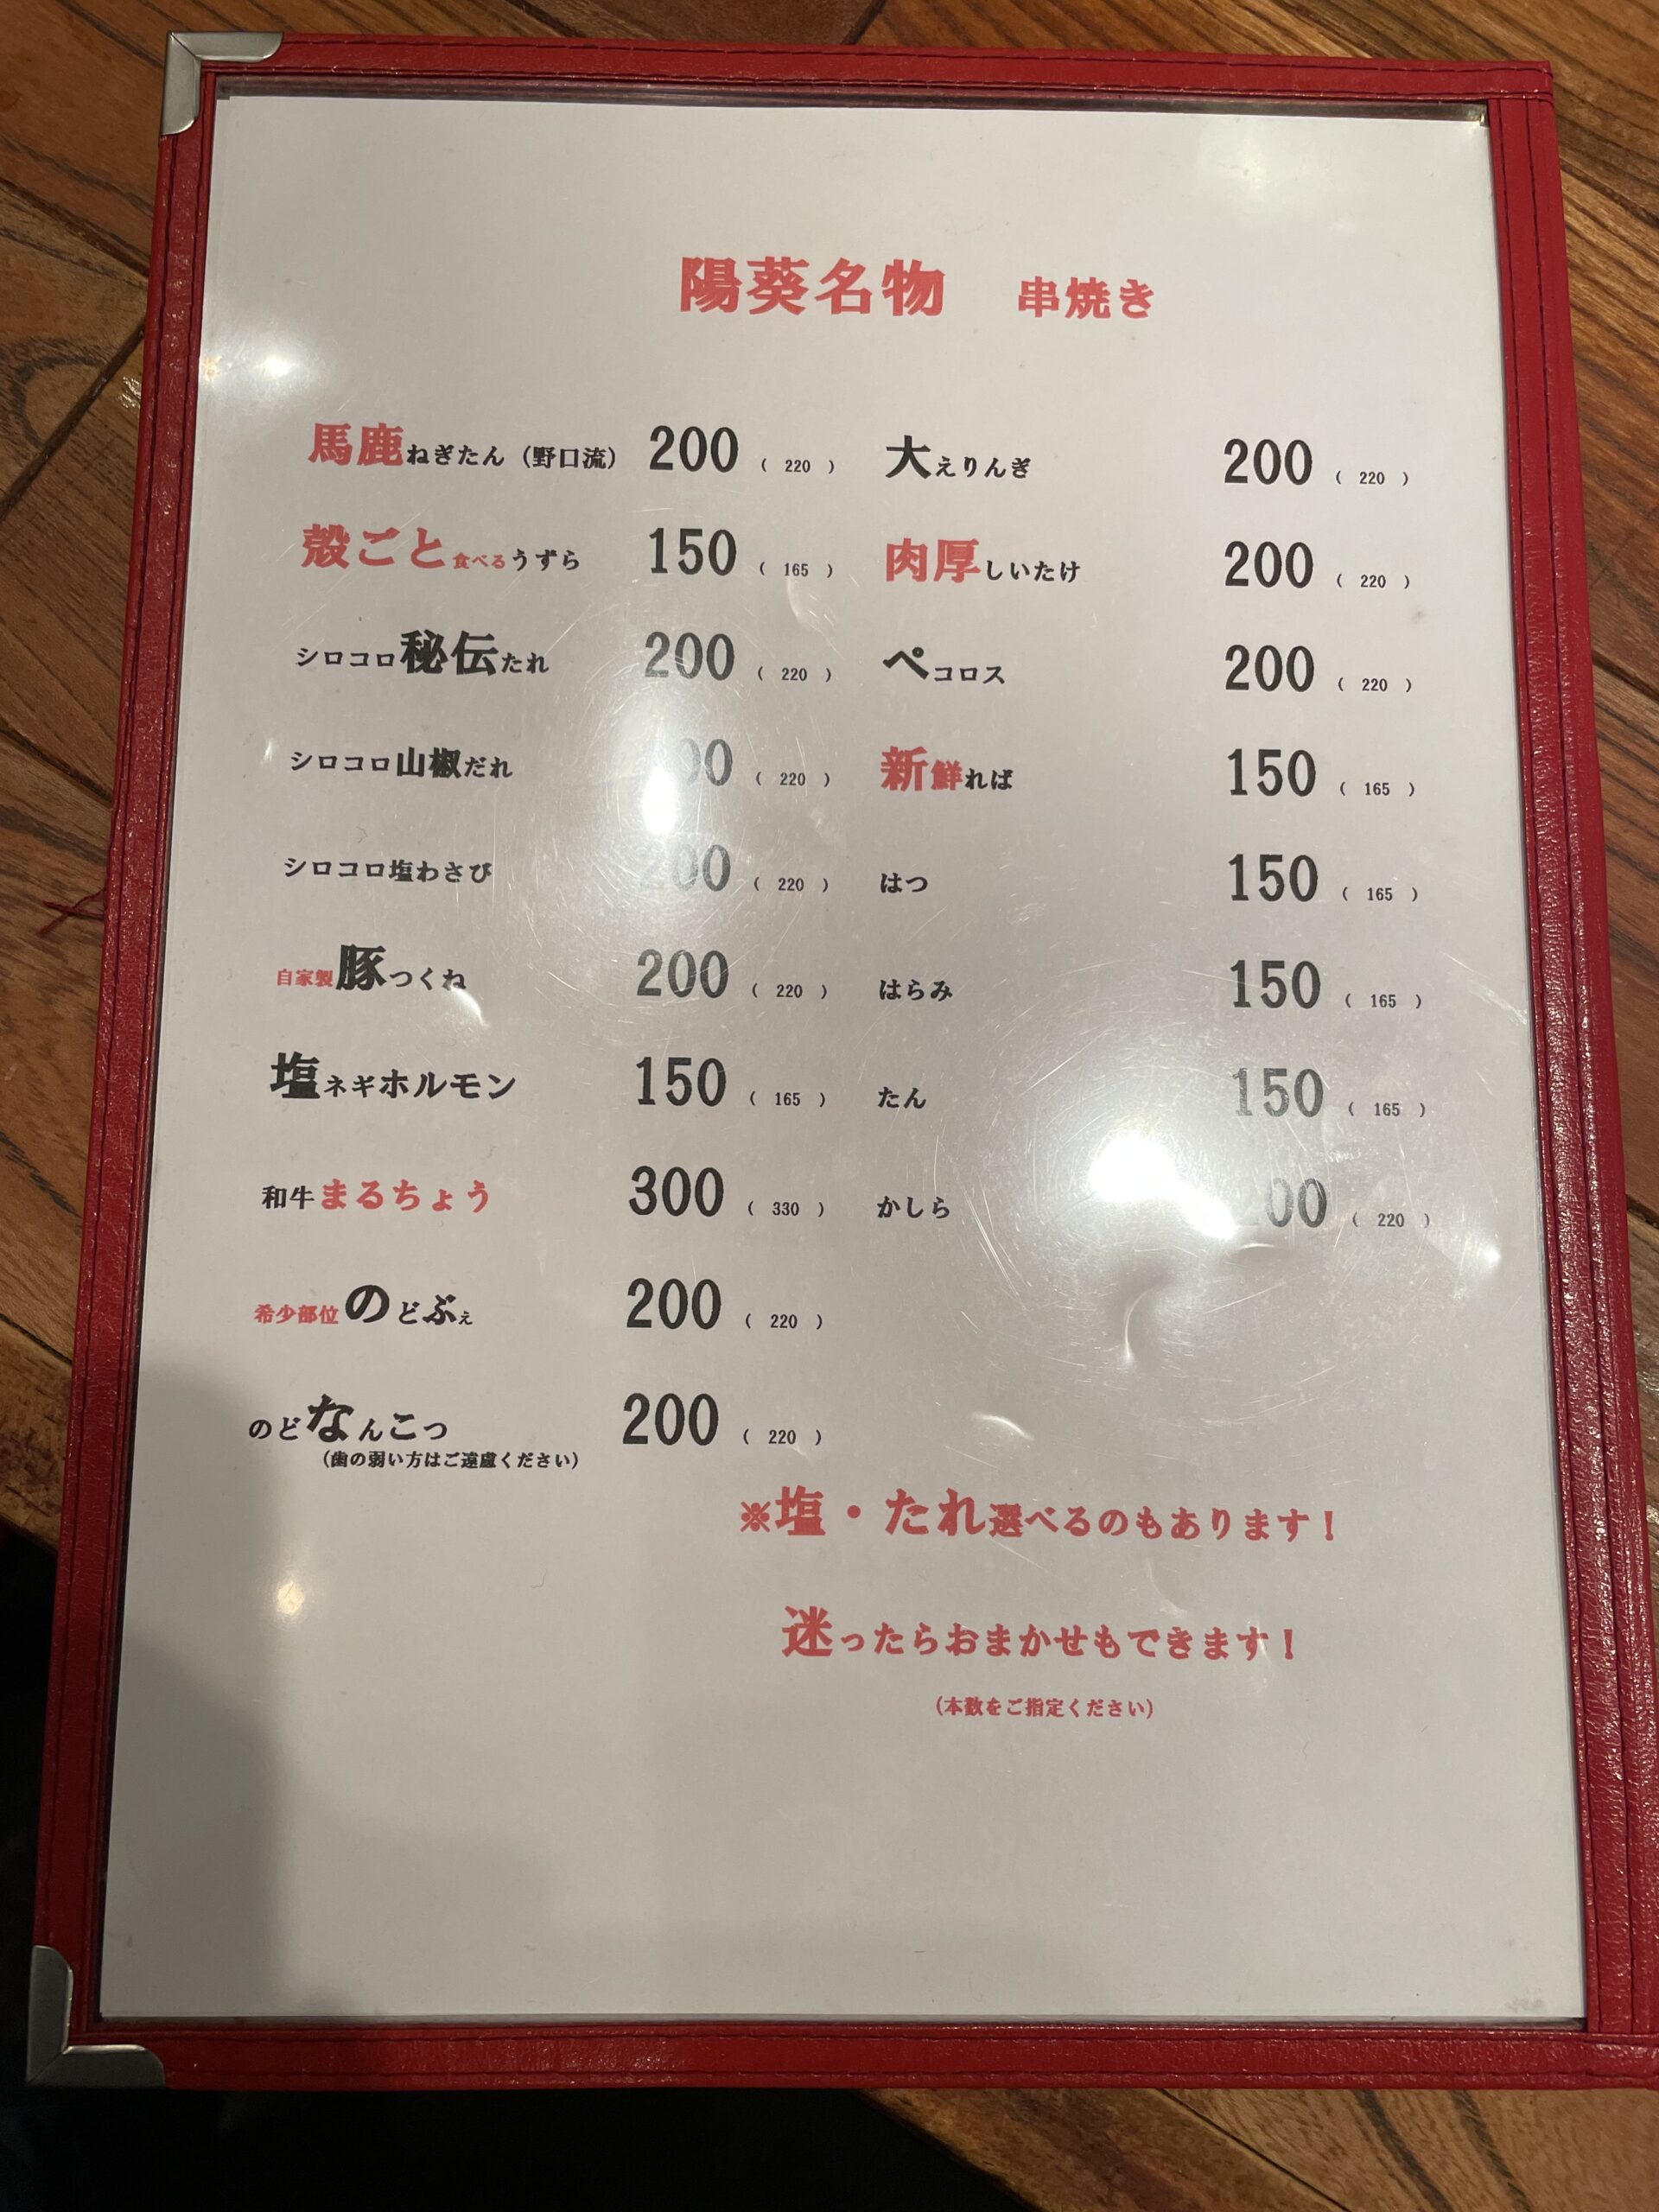 陽葵名物 串焼き
馬鹿ねぎたん（野口流） 200 （ 220 ）
殻ごと食べるうずら 150 （ 165 ）
シロコロ秘伝たれ 200 （ 220 ）
シロコロ山椒だれ 00 （ 220 ）
シロコロ塩わさび 200 （ 220 ）
自家製豚つくね 200 （ 220 ）
塩ネギホルモン 150 （ 165 ）
和牛まるちょう 300 （ 330 ）
希少部位のどぶぇ 200 （ 220 ）
のどなんこつ 200 （ 220 ）
（歯の弱い方はご遠慮ください）
大えりんぎ 200 （ 220 ）
肉厚しいたけ 200 （ 220 ）
ペコロス 200 （ 220 ）
新鮮ればー 150 （ 165 ）
はつ 150 （ 165 ）
はらみ 150 （ 165 ）
たん 150 （ 165 ）
かしら 200 （ 220 ）
※塩・たれ選べるのもあります！
迷ったらおまかせもできます！
（本数をご指定ください）